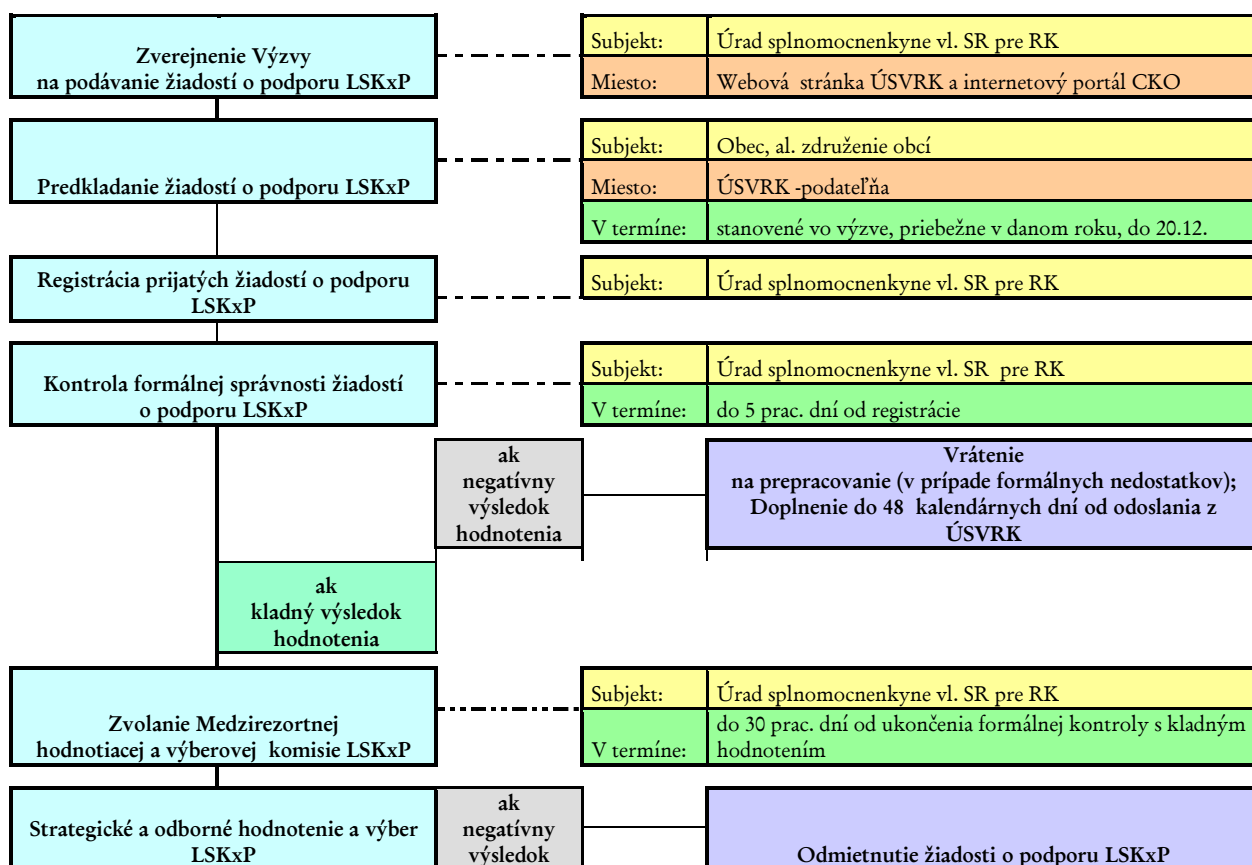 Zverejnenie Výzvy
na podávanie žiadostí o podporu LSKxP
Subjekt: Úrad splnomocnenkyne vl. SR pre RK
Miesto: Webová stránka ÚSVRK a internetový portál CKO
Predkladanie žiadostí o podporu LSKxP
Subjekt: Obec, al. združenie obcí
Miesto: ÚSVRK -podateľňa
V termíne: stanovené vo výzve, priebežne v danom roku, do 20.12.
Registrácia prijatých žiadostí o podporu
LSKxP
Subjekt: Úrad splnomocnenkyne vl. SR pre RK
Kontrola formálnej správnosti žiadostí
o podporu LSKxP
Subjekt: Úrad splnomocnenkyne vl. SR pre RK
V termíne: do 5 prac. dní od registrácie
ak
negatívny
výsledok
hodnotenia
Vrátenie
na prepracovanie (v prípade formálnych nedostatkov);
Doplnenie do 48 kalendárnych dní od odoslania z
ÚSVRK
ak
kladný výsledok
hodnotenia
Zvolanie Medzirezortnej
hodnotiacej a výberovej komisie LSKxP
Subjekt: Úrad splnomocnenkyne vl. SR pre RK
V termíne: do 30 prac. dní od ukončenia formálnej kontroly s kladným
hodnotením
Strategické a odborné hodnotenie a výber
LSKxP
ak
negatívny
výsledok
Odmietnutie žiadosti o podporu LSKxP